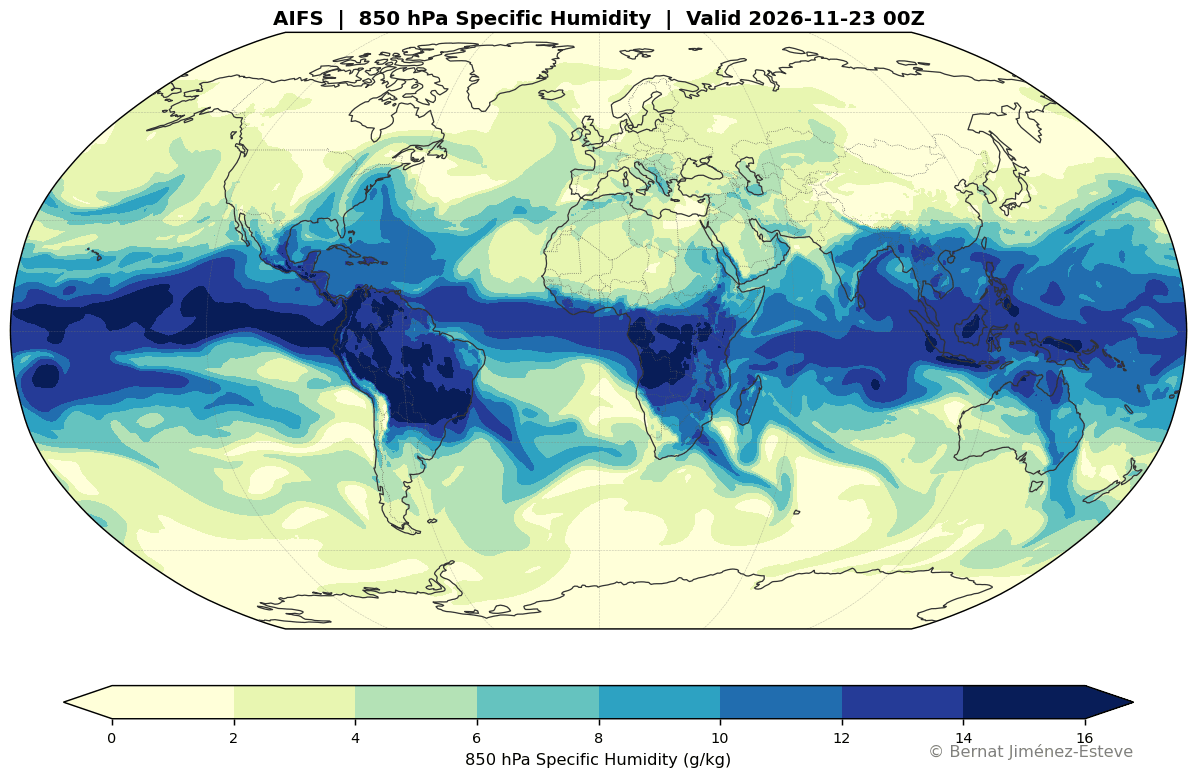 AIFS | 850 hPa Specific Humidity | Valid 2026-11-23 00Z
0 2 4 6 8 10 12 14 16
850 hPa Specific Humidity (g/kg)
© Bernat Jiménez-Esteve